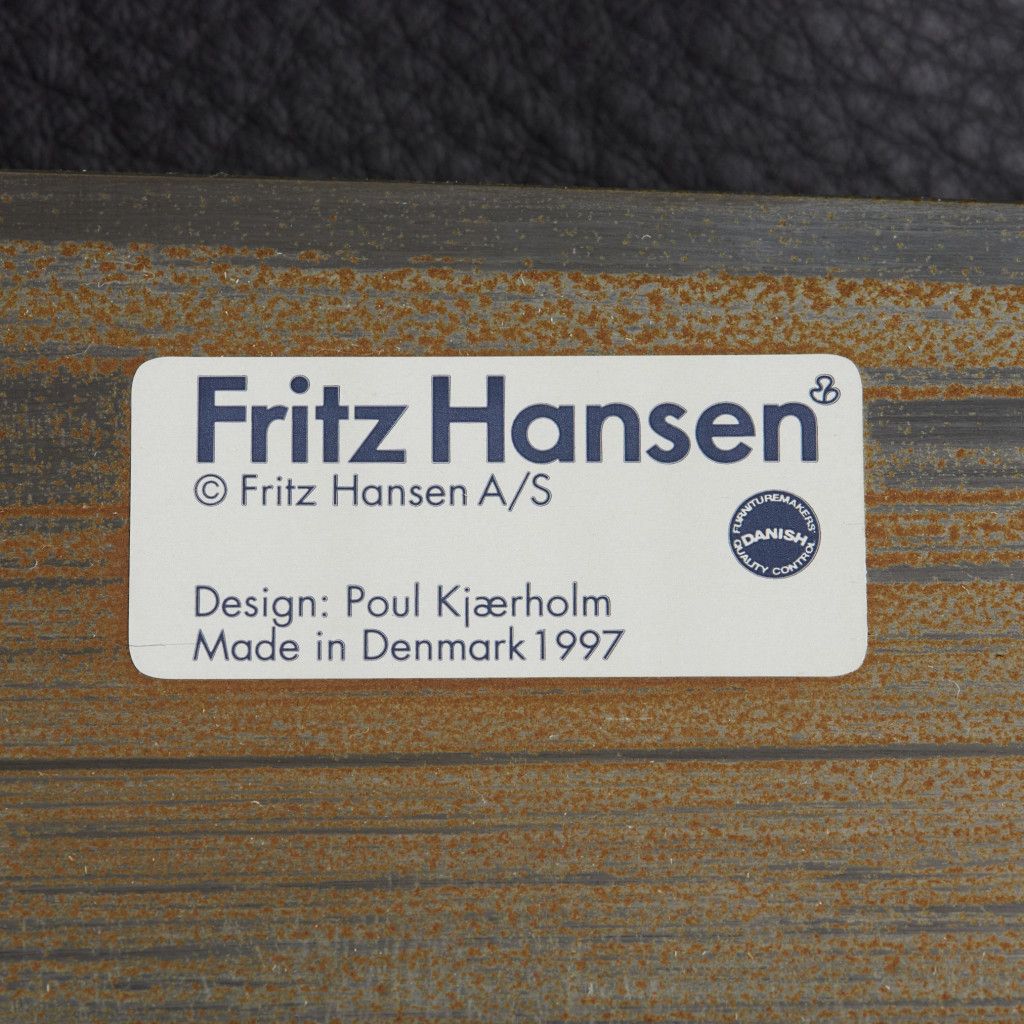 Fritz Hansen
© Fritz Hansen A/S
FURNITUREMAKERS'
DANISH
QUALITY CONTROL
Design: Poul Kjærholm
Made in Denmark 1997